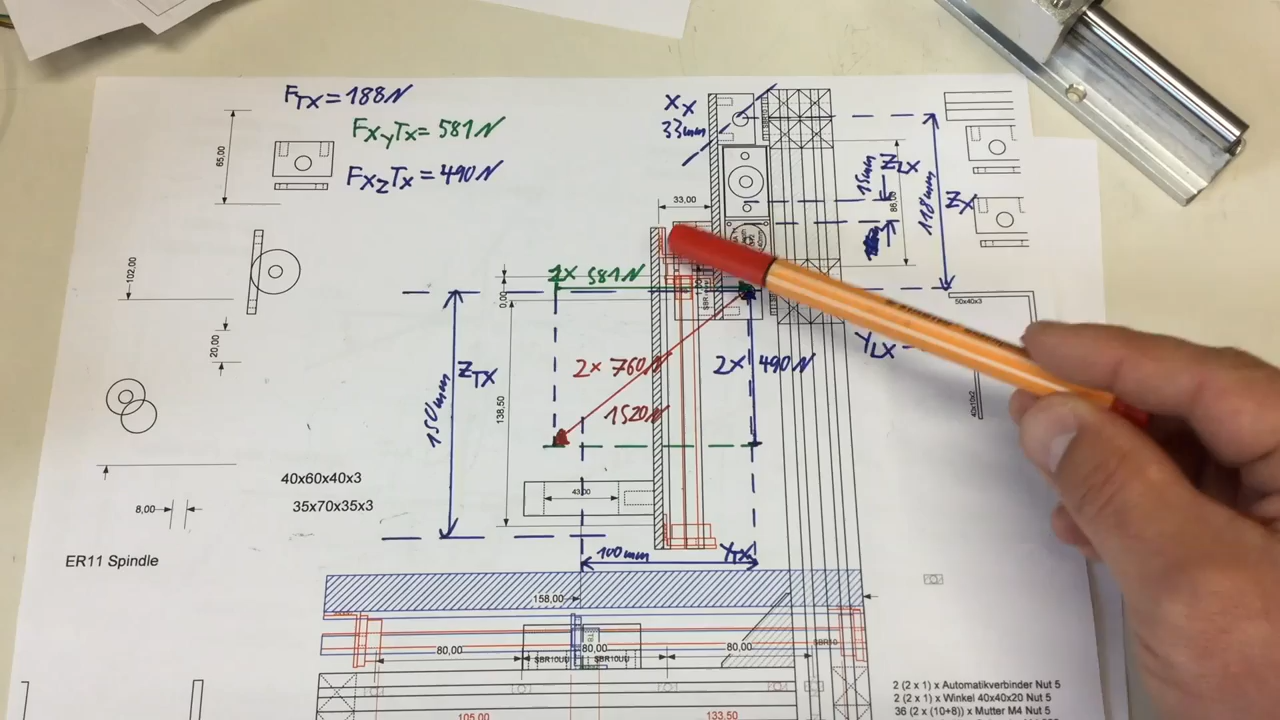 F_TX = 188N
F_XyTx = 581N
F_XzTx = 490N
65,00
-102,00
20,00
8,00
ER11 Spindle
40x60x40x3
35x70x35x3
X_X
33mm
33,00
15mm
Z_LX
86,00
118mm
Z_X
50x40x3
40x10x2
2x 581N
0,00
150mm
Z_TX
138,50
2x 760N
1520N
2x 490N
Y_LX
43,00
100mm
Y_TX
158,00
80,00
80,00
80,00
SBR10UU
SBR10UU
SBR10
105.00
133.50
2 (2 x 1) x Automatikverbinder Nut 5
2 (2 x 1) x Winkel 40x40x20 Nut 5
36 (2 x (10+8)) x Mutter M4 Nut 5